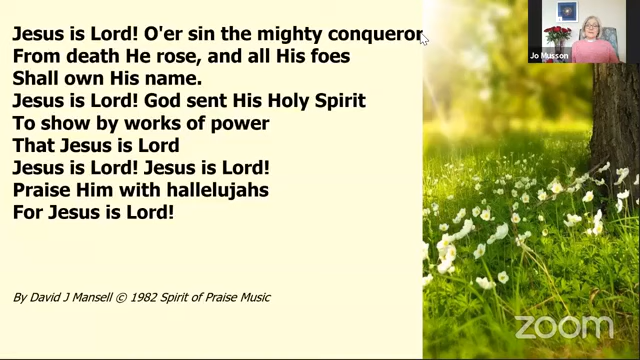 Jesus is Lord! O'er sin the mighty conqueror
From death He rose, and all His foes
Shall own His name.
Jesus is Lord! God sent His Holy Spirit
To show by works of power
That Jesus is Lord
Jesus is Lord! Jesus is Lord!
Praise Him with hallelujahs
For Jesus is Lord!
By David J Mansell © 1982 Spirit of Praise Music
Jo Musson
zoom